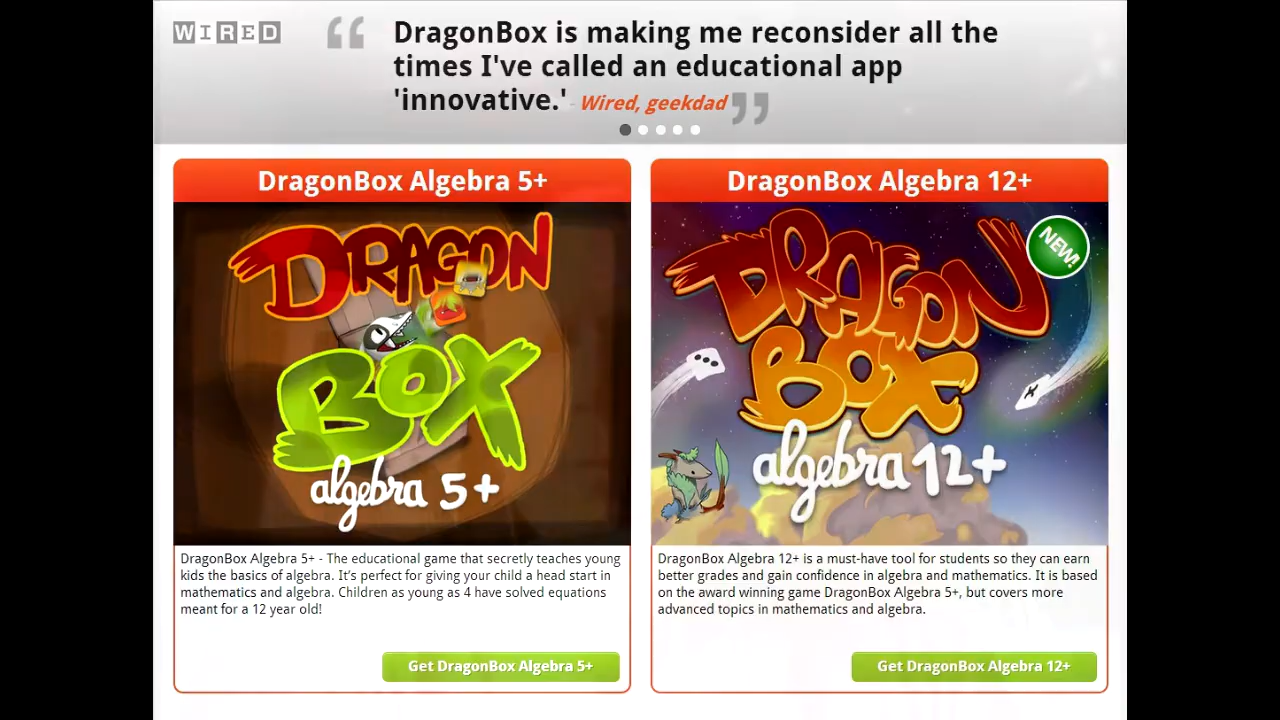 WIRED
“ DragonBox is making me reconsider all the
times I've called an educational app
'innovative.' - Wired, geekdad ”
DragonBox Algebra 5+
DRAGON
BOX
algebra 5+
DragonBox Algebra 5+ - The educational game that secretly teaches young
kids the basics of algebra. It's perfect for giving your child a head start in
mathematics and algebra. Children as young as 4 have solved equations
meant for a 12 year old!
Get DragonBox Algebra 5+
DragonBox Algebra 12+
NEW!
DRAGON
BOX
algebra 12+
DragonBox Algebra 12+ is a must-have tool for students so they can earn
better grades and gain confidence in algebra and mathematics. It is based
on the award winning game DragonBox Algebra 5+, but covers more
advanced topics in mathematics and algebra.
Get DragonBox Algebra 12+